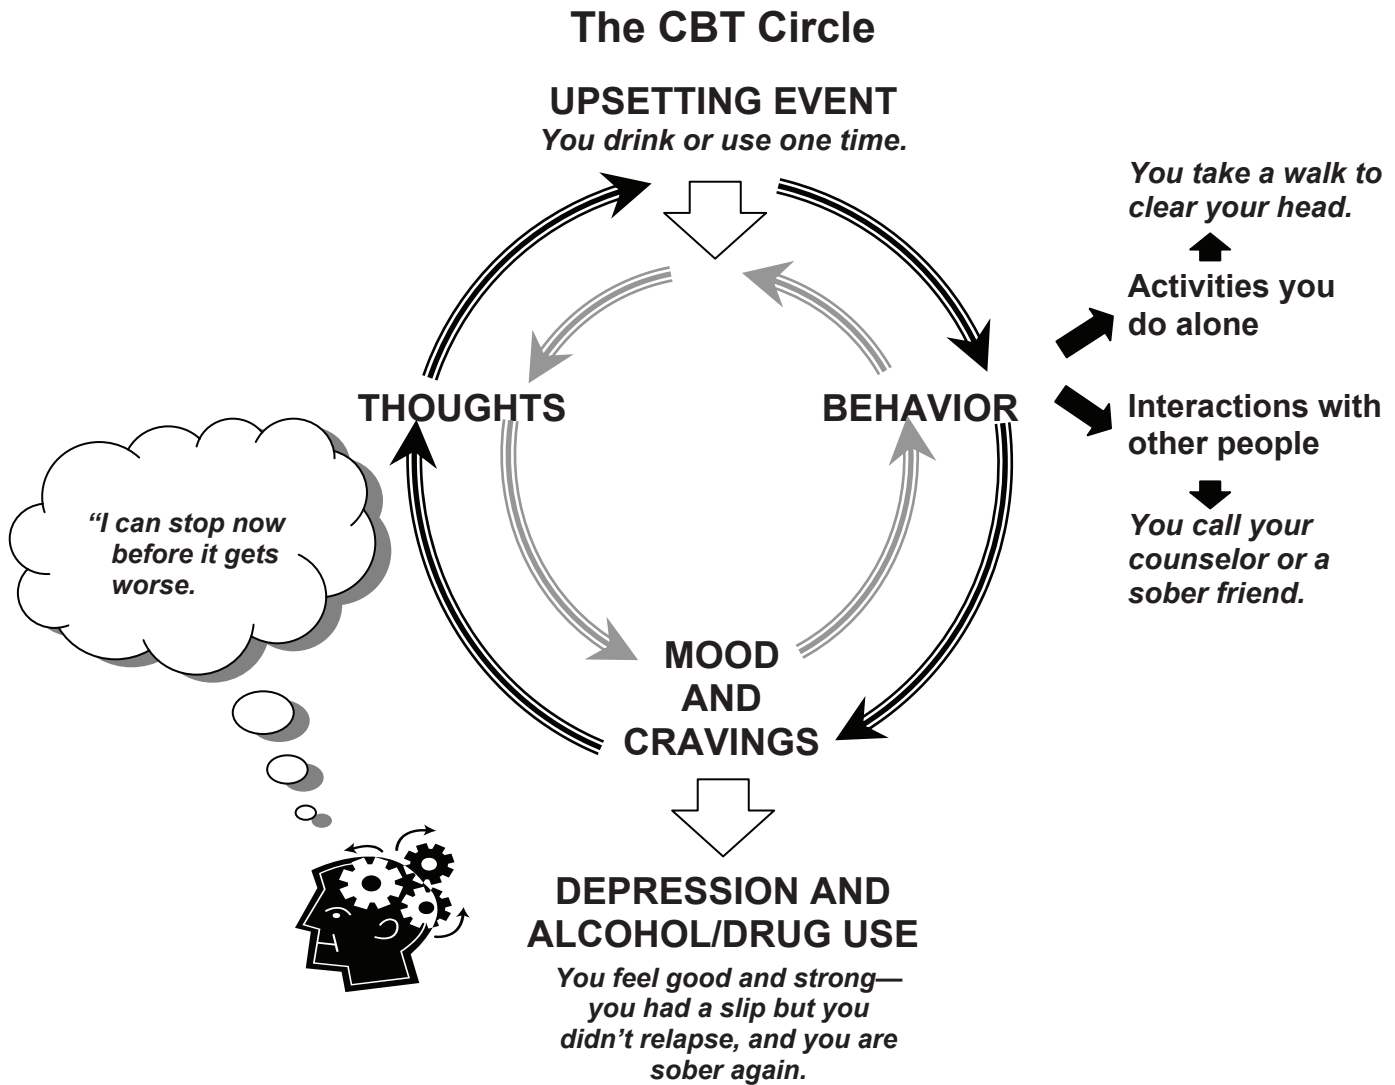 The CBT Circle
UPSETTING EVENT
You drink or use one time.
You take a walk to
clear your head.
Activities you
do alone
THOUGHTS
BEHAVIOR
Interactions with
other people
You call your
counselor or a
sober friend.
“I can stop now
before it gets
worse.
MOOD
AND
CRAVINGS
DEPRESSION AND
ALCOHOL/DRUG USE
You feel good and strong—
you had a slip but you
didn’t relapse, and you are
sober again.